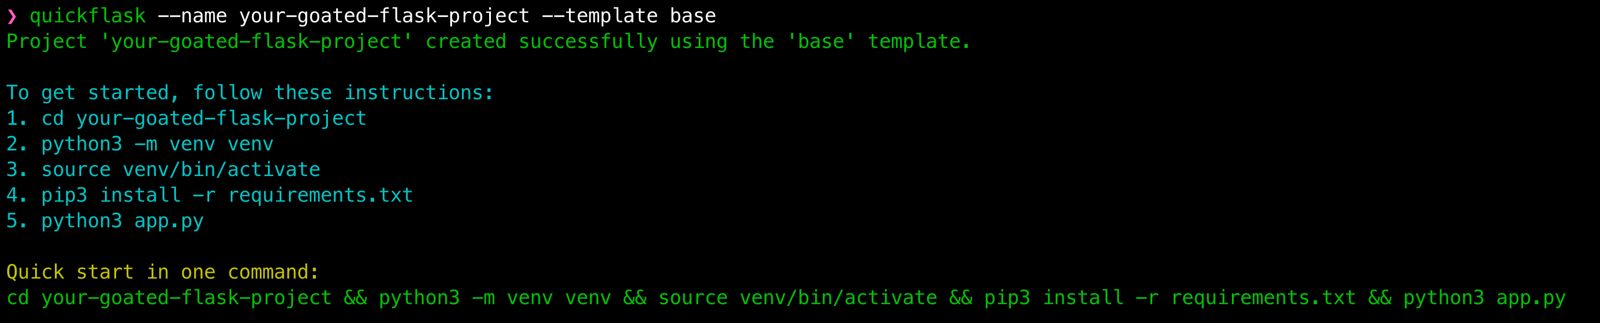 ❯ quickflask --name your-goated-flask-project --template base
Project 'your-goated-flask-project' created successfully using the 'base' template.
To get started, follow these instructions:
1. cd your-goated-flask-project
2. python3 -m venv venv
3. source venv/bin/activate
4. pip3 install -r requirements.txt
5. python3 app.py
Quick start in one command:
cd your-goated-flask-project && python3 -m venv venv && source venv/bin/activate && pip3 install -r requirements.txt && python3 app.py